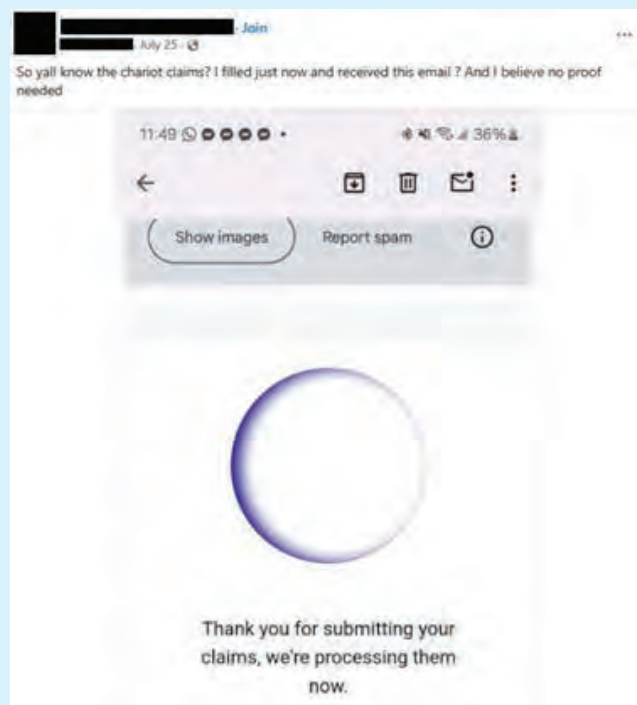 · Join
July 25 ·
So yall know the chariot claims? I filled just now and received this email ? And I believe no proof
needed
11:49 36%
Show images Report spam
Thank you for submitting your
claims, we're processing them
now.